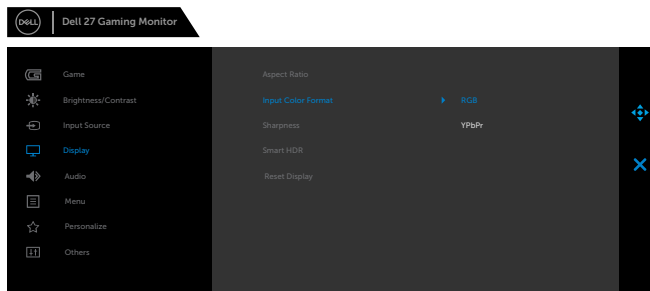 DELL
Dell 27 Gaming Monitor
Game
Aspect Ratio
Brightness/Contrast
Input Color Format
RGB
Input Source
Sharpness
YPbPr
Display
Smart HDR
Audio
Reset Display
Menu
Personalize
Others